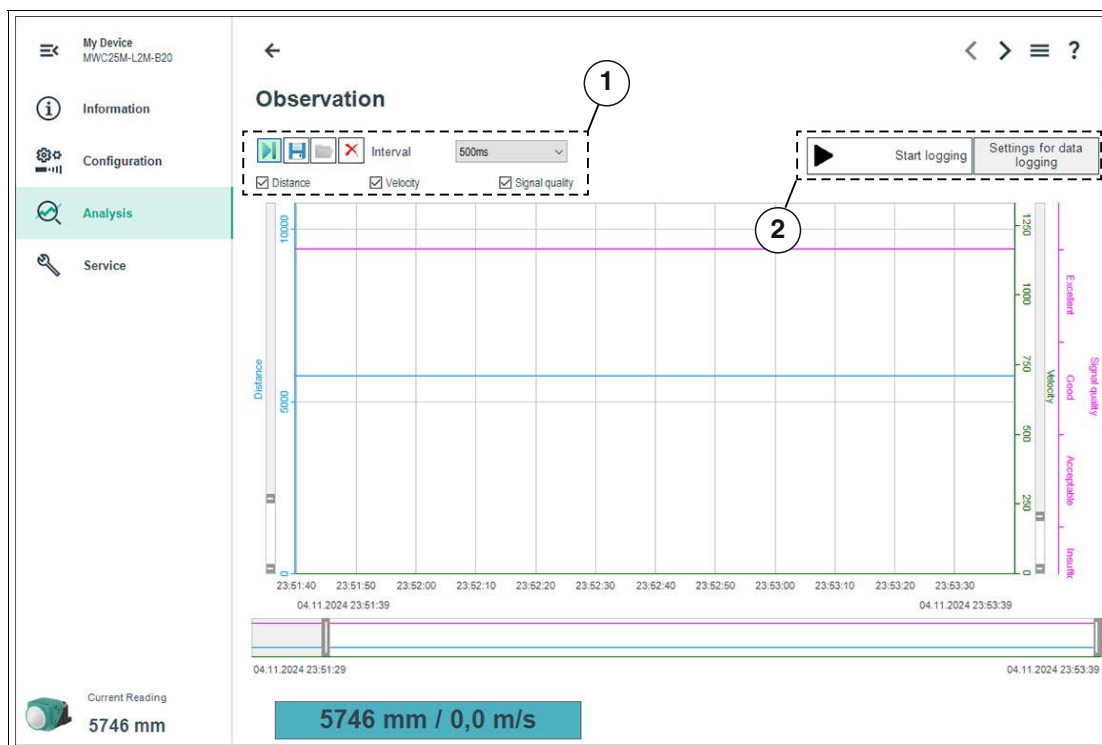 My Device
MWC25M-L2M-B20
Information
Configuration
Analysis
Service
?
Observation
1
Interval
500ms
Start logging
Settings for data
logging
Distance
Velocity
Signal quality
2
10000
5000
0
Distance
1250
1000
750
500
250
0
Velocity
Excellent
Good
Acceptable
Insuffic
Signal quality
23:51:40 23:51:50 23:52:00 23:52:10 23:52:20 23:52:30 23:52:40 23:52:50 23:53:00 23:53:10 23:53:20 23:53:30
04.11.2024 23:51:39
04.11.2024 23:53:39
04.11.2024 23:51:29
04.11.2024 23:53:39
Current Reading
5746 mm
5746 mm / 0,0 m/s